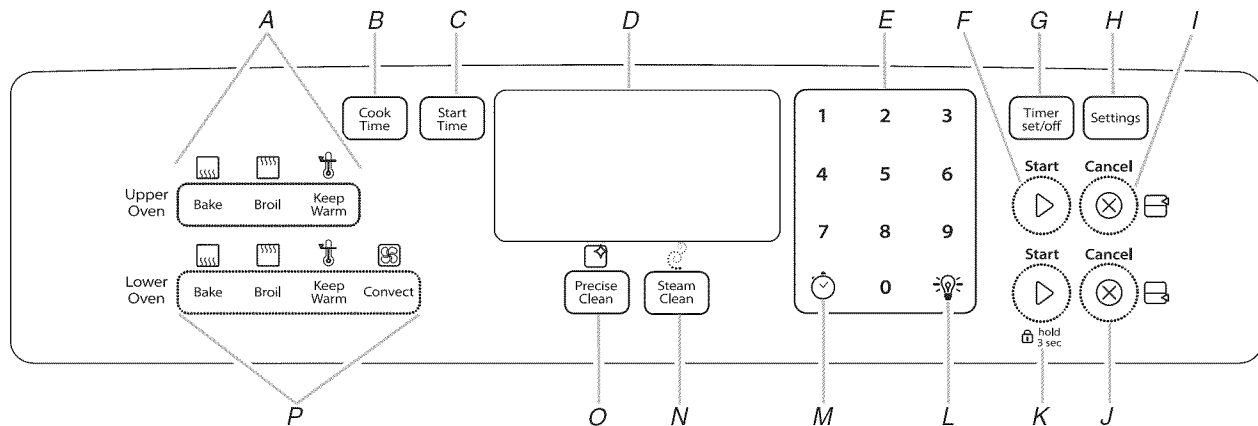 A B C D E F G H I
Cook
Time
Start
Time
1 2 3
Timer
set/off
Settings
4 5 6
Start Cancel
Upper
Oven
Bake Broil Keep
Warm
7 8 9
Start Cancel
Lower
Oven
Bake Broil Keep
Warm Convect
Precise
Clean
Steam
Clean
0
hold
3 sec
P O N M L K J